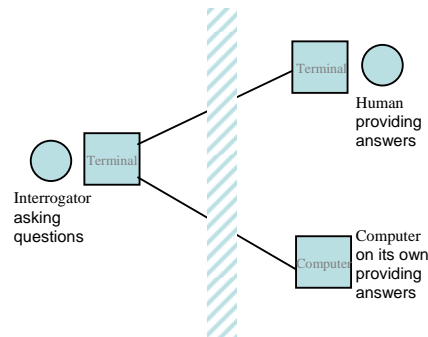 Terminal
Human
providing
answers
Terminal
Interrogator
asking
questions
Computer
Computer
on its own
providing
answers